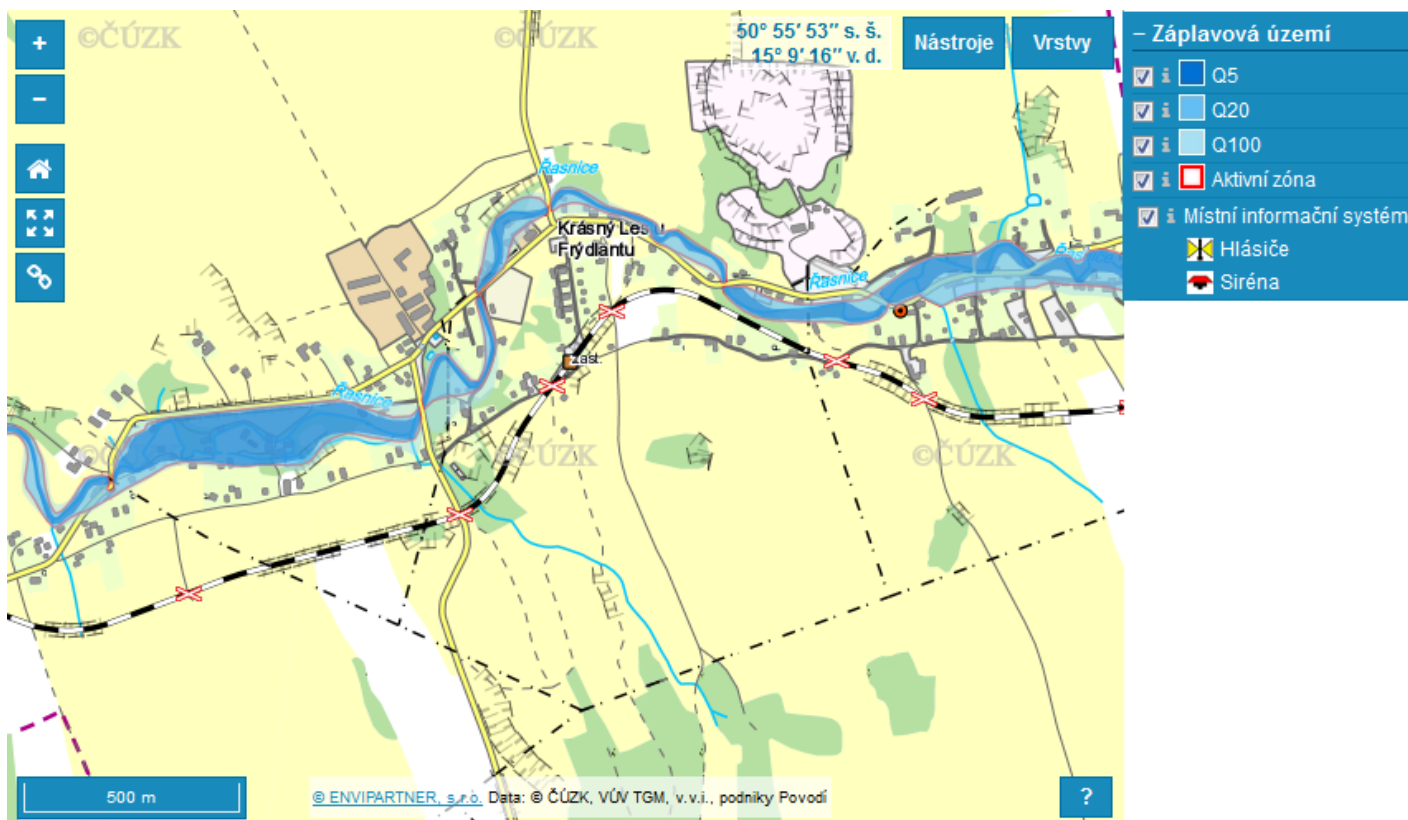 +
©ČÚZK
©ČÚZK
50° 55′ 53″ s. š.
15° 9′ 16″ v. d.
Nástroje
Vrstvy
– Záplavová území
–
i Q5
i Q20
i Q100
i Aktivní zóna
i Místní informační systém
Hlásiče
Siréna
Řasnice
Krásný Les u
Frýdlantu
Řasnice
zast.
Řasnice
©ČÚZK
©ČÚZK
©ČÚZK
500 m
© ENVIPARTNER, s.r.o. Data: © ČÚZK, VÚV TGM, v.v.i., podniky Povodí
?